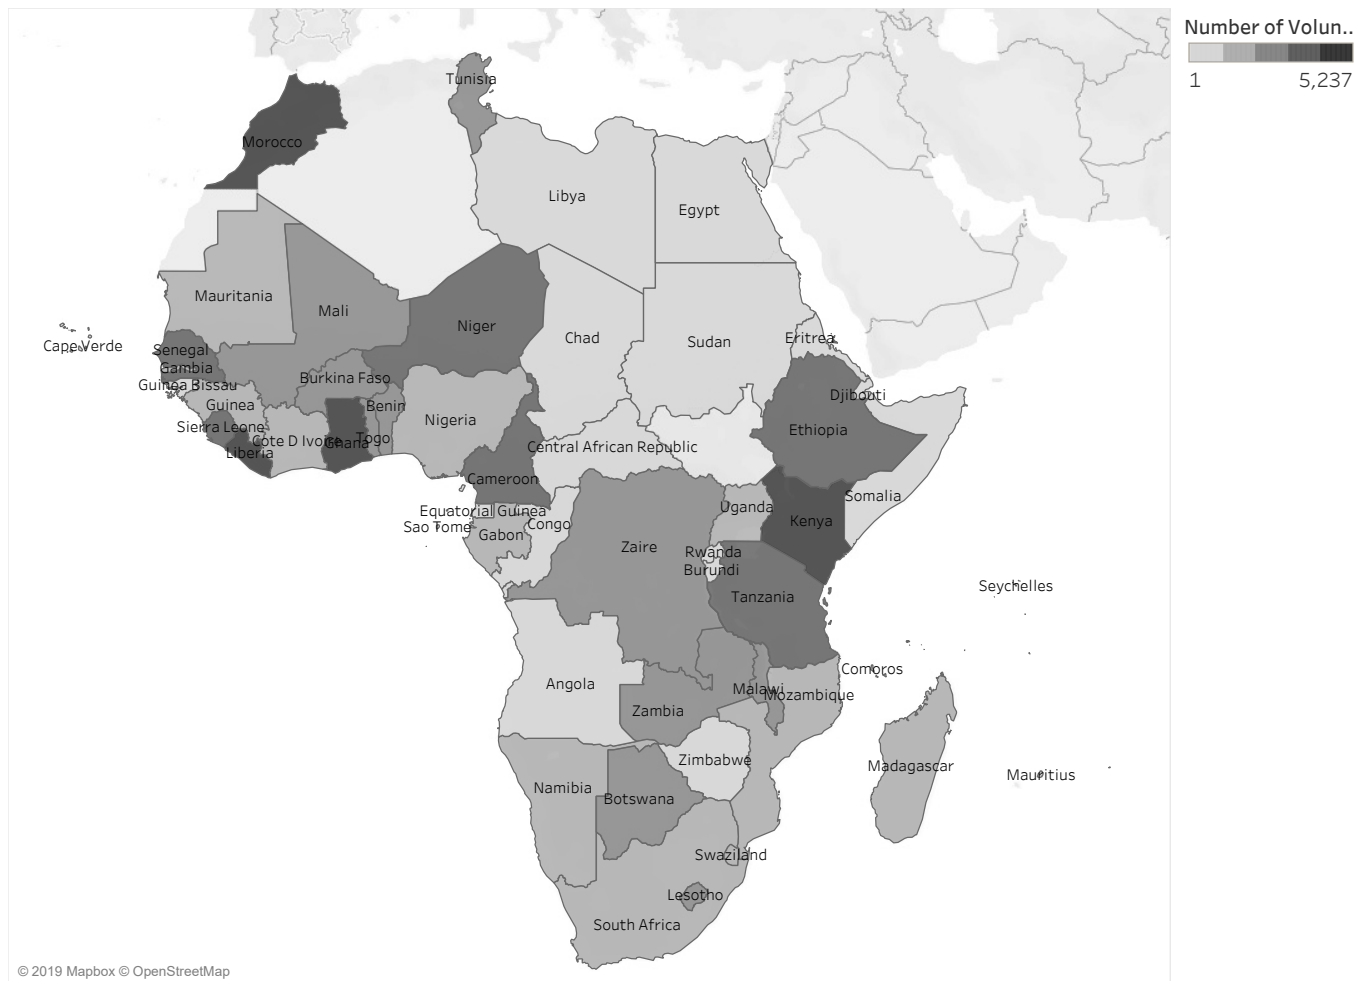 Number of Volun..
1 5,237
Tunisia
Morocco
Libya
Egypt
Mauritania
Mali
Niger
Chad
Sudan
Eritrea
Cape Verde
Senegal
Gambia
Guinea Bissau
Burkina Faso
Djibouti
Guinea
Benin
Nigeria
Sierra Leone
Cote D Ivoire
Ghana
Togo
Ethiopia
Liberia
Central African Republic
Cameroon
Somalia
Equatorial Guinea
Uganda
Sao Tome
Congo
Kenya
Gabon
Zaire
Rwanda
Burundi
Seychelles
Tanzania
Comoros
Angola
Malawi
Mozambique
Zambia
Zimbabwe
Madagascar
Mauritius
Namibia
Botswana
Swaziland
Lesotho
South Africa
© 2019 Mapbox © OpenStreetMap